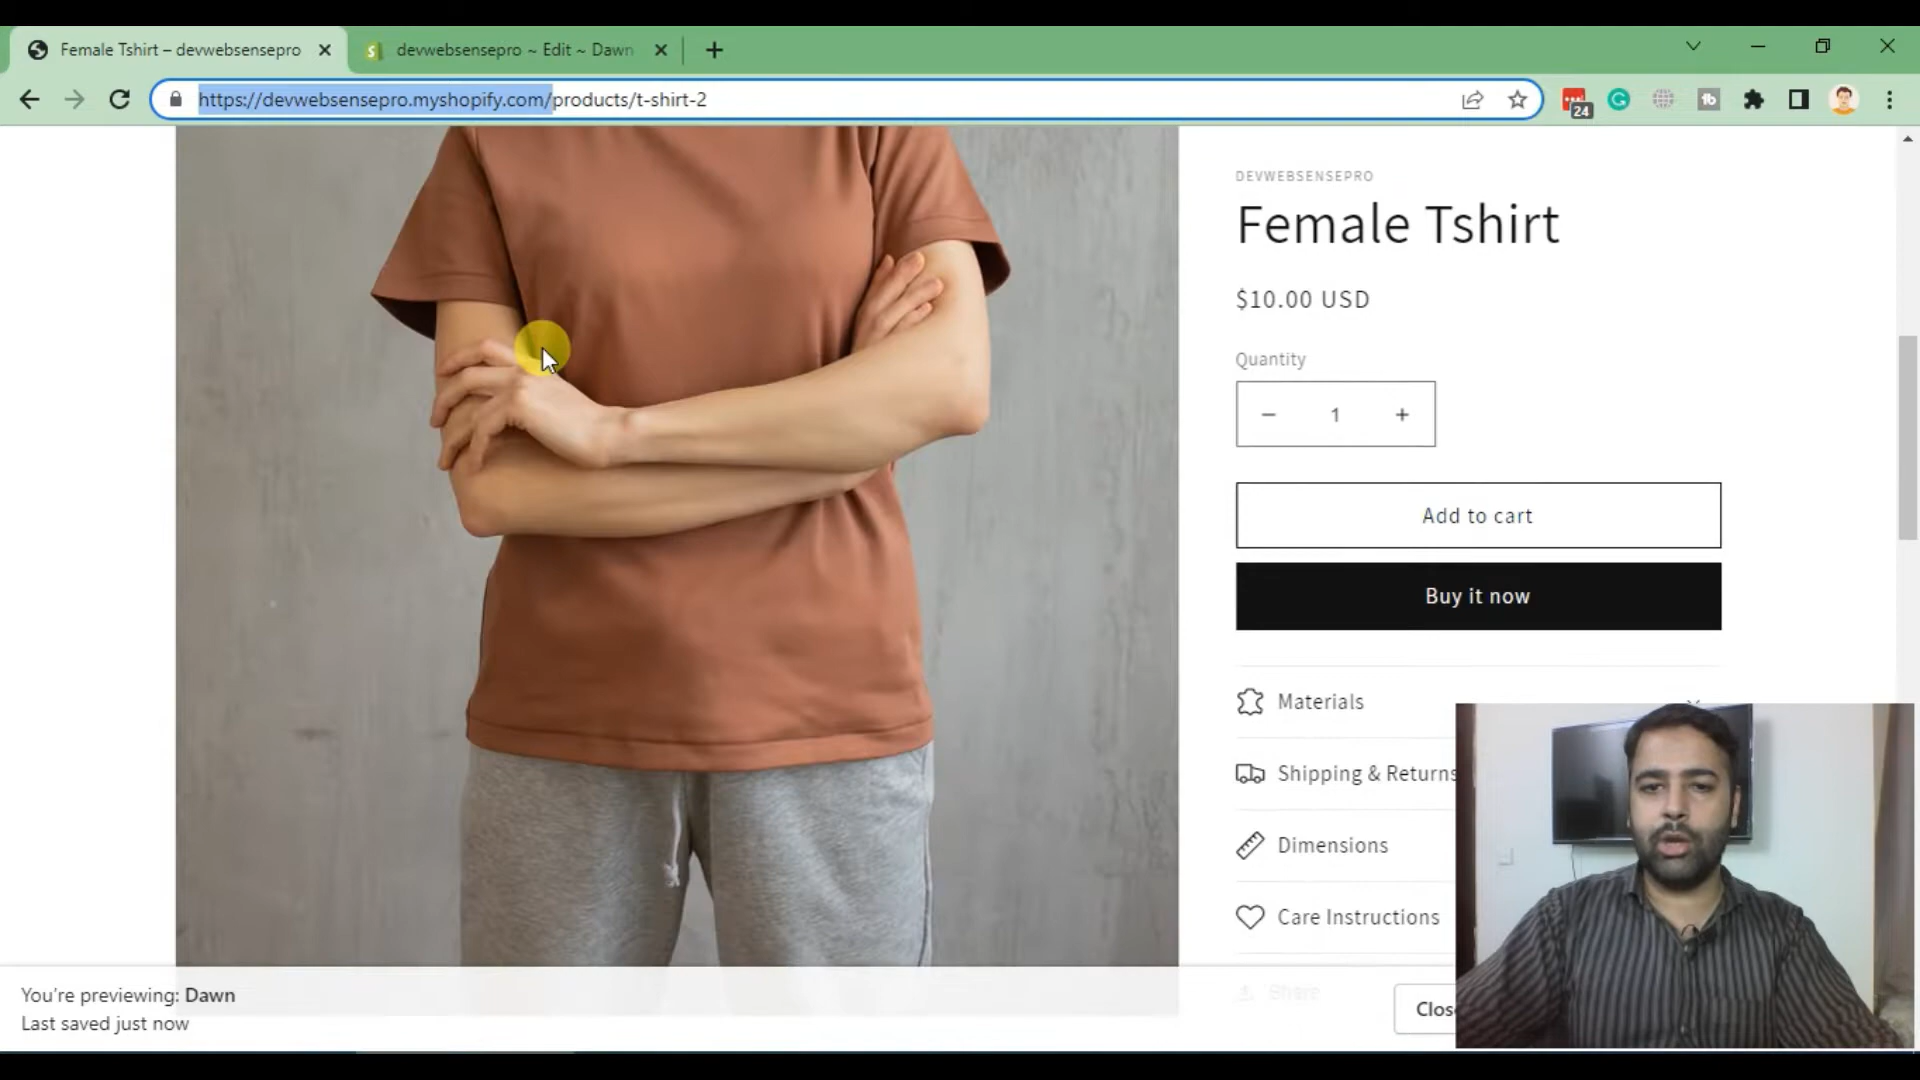 Female Tshirt – devwebsensepro
devwebsensepro ~ Edit ~ Dawn
https://devwebsensepro.myshopify.com/products/t-shirt-2
24
DEVWEBSENSEPRO
Female Tshirt
$10.00 USD
Quantity
− 1 +
Add to cart
Buy it now
Materials
Shipping & Returns
Dimensions
Care Instructions
Share
You're previewing: Dawn
Last saved just now